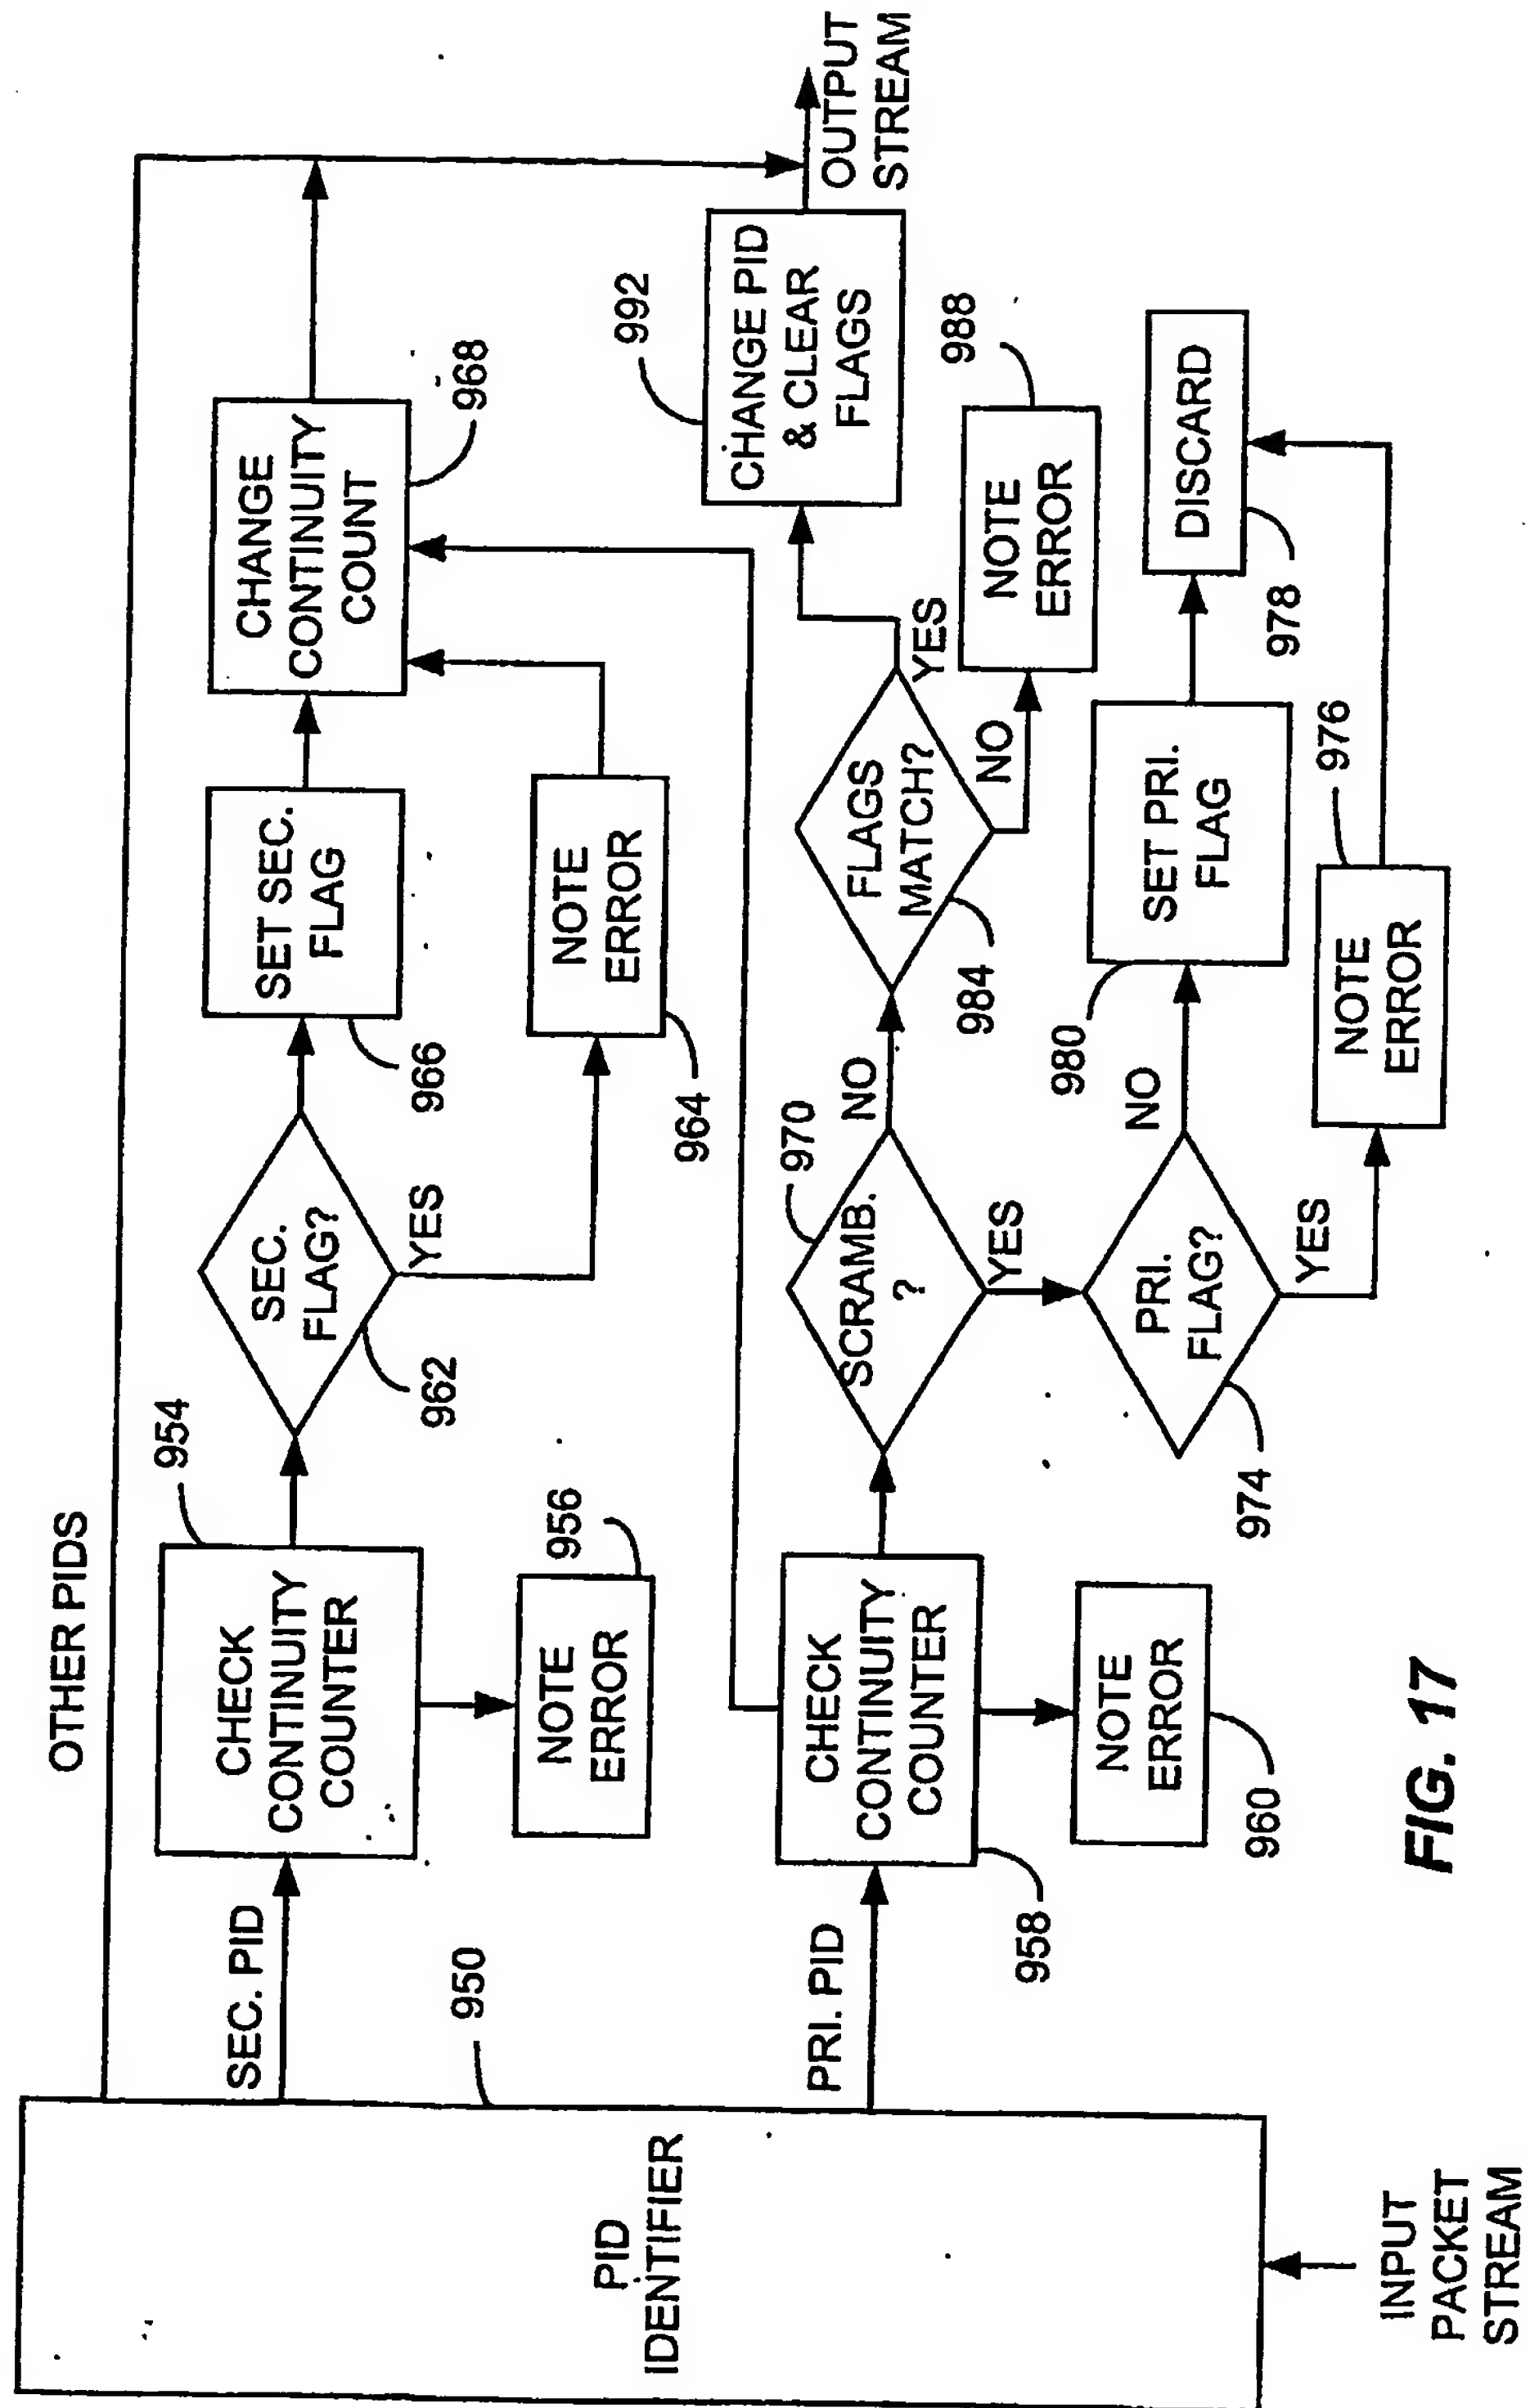 PID
IDENTIFIER
INPUT
PACKET
STREAM
950
OTHER PIDS
SEC. PID
CHECK
CONTINUITY
COUNTER
954
NOTE
ERROR
956
SEC.
FLAG?
962
YES
SET SEC.
FLAG
966
NOTE
ERROR
964
CHANGE
CONTINUITY
COUNT
968
PRI. PID
CHECK
CONTINUITY
COUNTER
958
NOTE
ERROR
960
SCRAMB.
?
970
NO
YES
FLAGS
MATCH?
984
YES
NO
CHANGE PID
& CLEAR
FLAGS
992
OUTPUT
STREAM
NOTE
ERROR
988
PRI.
FLAG?
974
NO
YES
SET PRI.
FLAG
980
DISCARD
978
NOTE
ERROR
976
FIG. 17